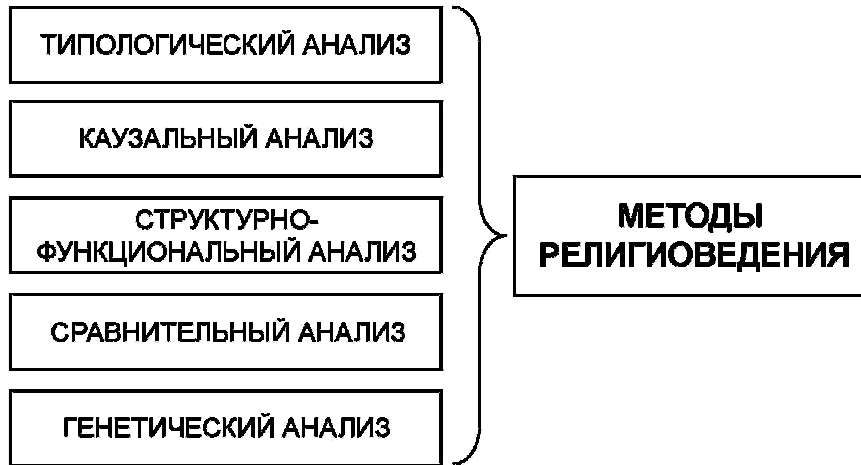 ТИПОЛОГИЧЕСКИЙ АНАЛИЗ
КАУЗАЛЬНЫЙ АНАЛИЗ
СТРУКТУРНО-
ФУНКЦИОНАЛЬНЫЙ АНАЛИЗ
СРАВНИТЕЛЬНЫЙ АНАЛИЗ
ГЕНЕТИЧЕСКИЙ АНАЛИЗ
МЕТОДЫ
РЕЛИГИОВЕДЕНИЯ